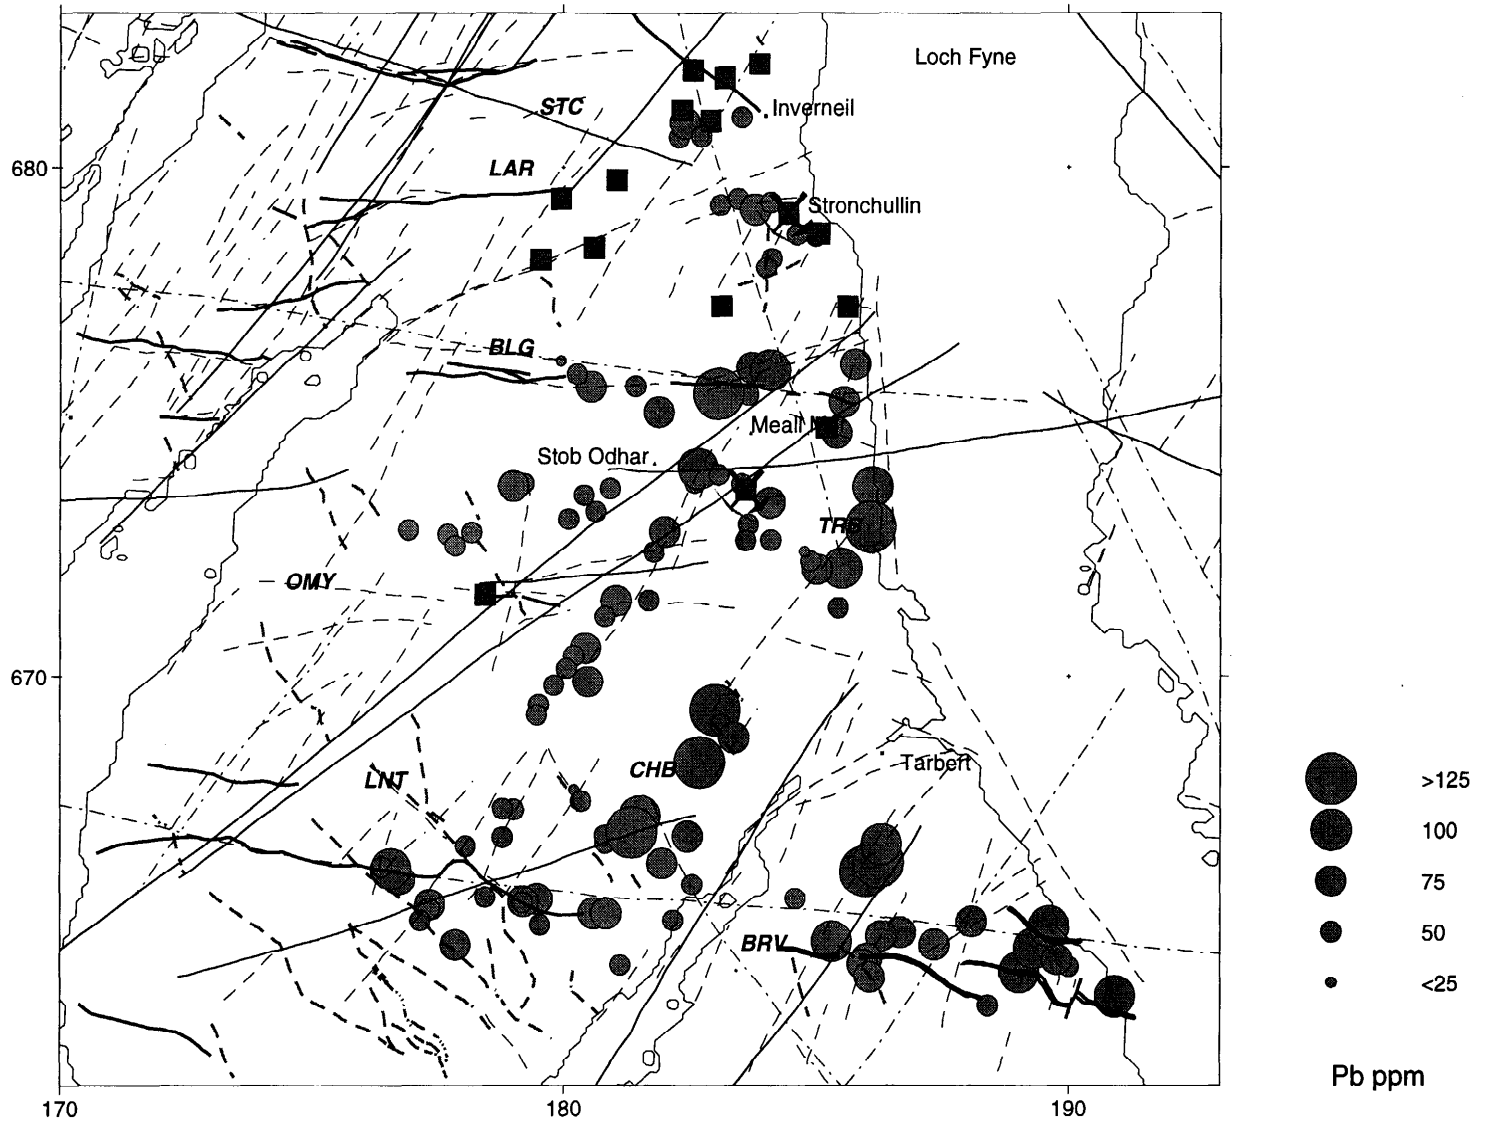 Loch Fyne
STC
Inverneil
680
LAR
Stronchullin
BLG
Meall
Stob Odhar
TRB
OMY
670
Tarbert
CHB
LNT
>125
100
75
50
<25
BRV
Pb ppm
170
180
190